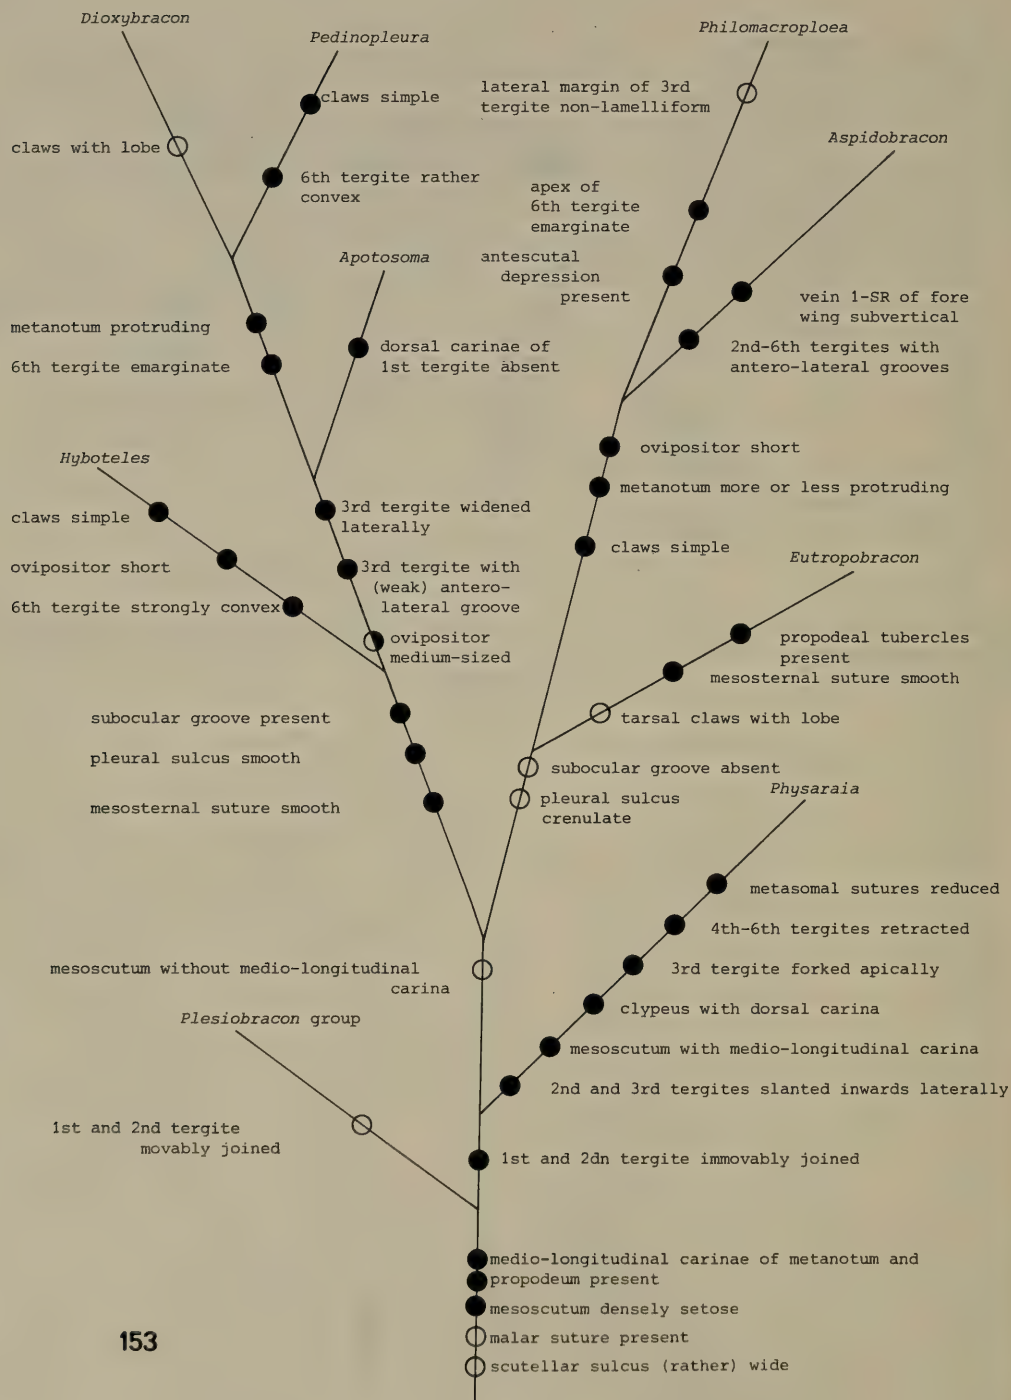 Dioxybracon
Pedinopleura
Philomacroploea
claws simple
lateral margin of 3rd
tergite non-lamelliform
Aspidobracon
claws with lobe
6th tergite rather
convex
apex of
6th tergite
emarginate
Apotosoma
antescutal
depression
present
vein 1-SR of fore
wing subvertical
metanotum protruding
6th tergite emarginate
dorsal carinae of
1st tergite absent
2nd-6th tergites with
antero-lateral grooves
Hyboteles
ovipositor short
metanotum more or less protruding
claws simple
3rd tergite widened
laterally
claws simple
Eutropobracon
ovipositor short
3rd tergite with
(weak) antero-
lateral groove
6th tergite strongly convex
ovipositor
medium-sized
propodeal tubercles
present
mesosternal suture smooth
subocular groove present
tarsal claws with lobe
pleural sulcus smooth
subocular groove absent
mesosternal suture smooth
pleural sulcus
crenulate
Physaraia
metasomal sutures reduced
4th-6th tergites retracted
mesoscutum without medio-longitudinal
carina
3rd tergite forked apically
clypeus with dorsal carina
Plesiobracon group
mesoscutum with medio-longitudinal carina
2nd and 3rd tergites slanted inwards laterally
1st and 2nd tergite
movably joined
1st and 2dn tergite immovably joined
medio-longitudinal carinae of metanotum and
propodeum present
mesoscutum densely setose
malar suture present
scutellar sulcus (rather) wide
153